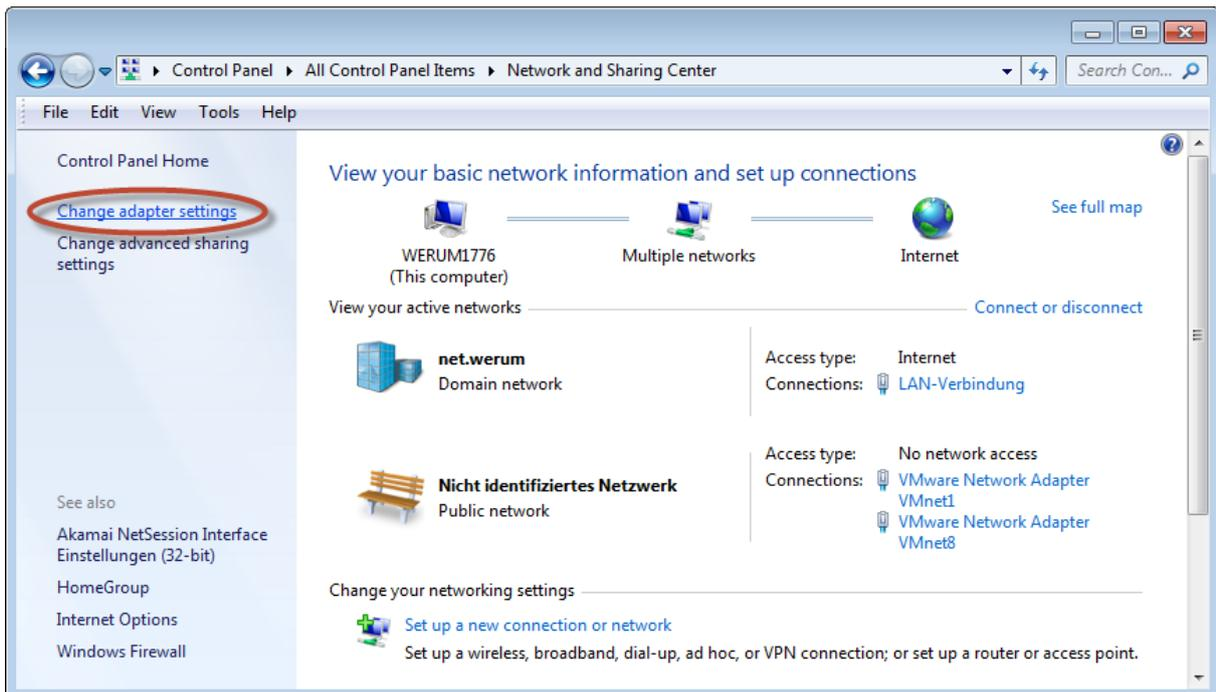 Control Panel ▸ All Control Panel Items ▸ Network and Sharing Center
Search Con...
File Edit View Tools Help
Control Panel Home
Change adapter settings
Change advanced sharing
settings
See also
Akamai NetSession Interface
Einstellungen (32-bit)
HomeGroup
Internet Options
Windows Firewall
View your basic network information and set up connections
See full map
WERUM1776
(This computer)
Multiple networks
Internet
View your active networks
Connect or disconnect
net.werum
Domain network
Access type: Internet
Connections: LAN-Verbindung
Nicht identifiziertes Netzwerk
Public network
Access type: No network access
Connections: VMware Network Adapter
VMnet1
VMware Network Adapter
VMnet8
Change your networking settings
Set up a new connection or network
Set up a wireless, broadband, dial-up, ad hoc, or VPN connection; or set up a router or access point.